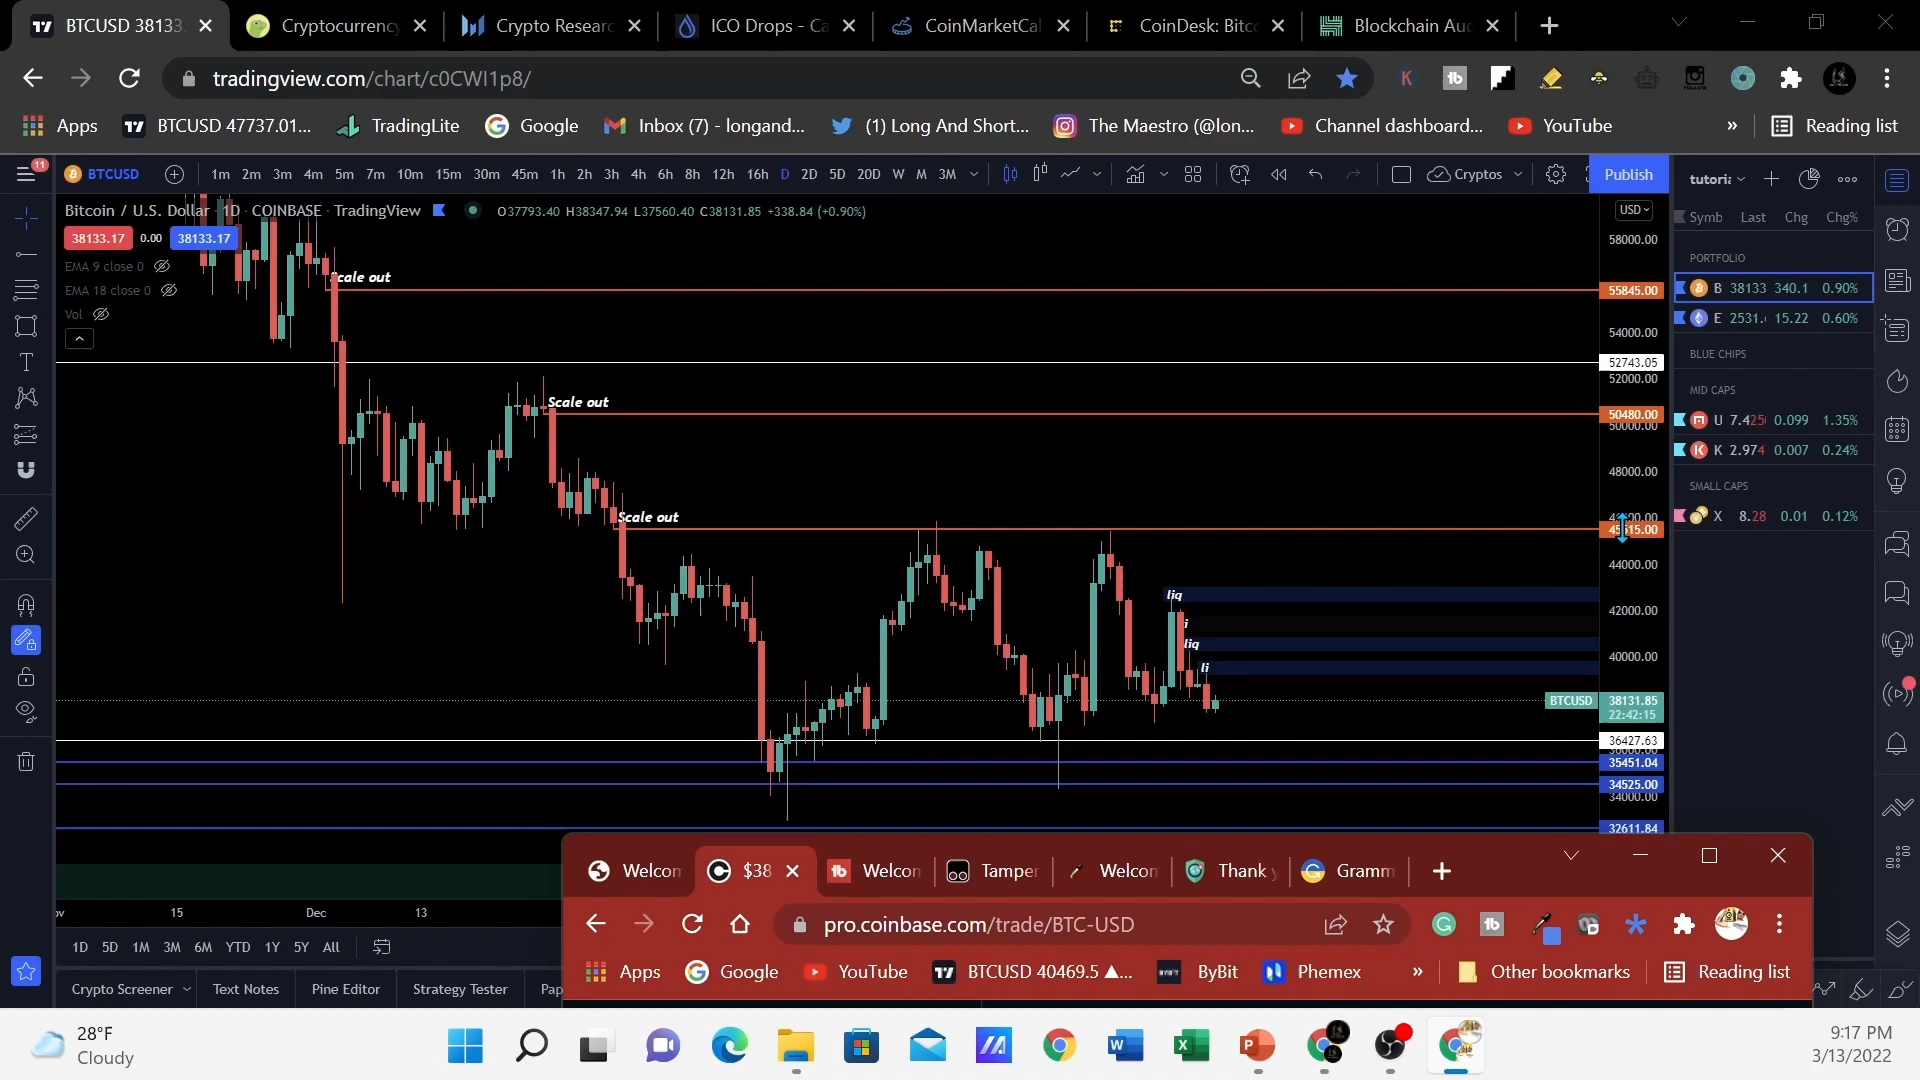 BTCUSD 38133
Cryptocurrency
Crypto Researc
ICO Drops - Ca
CoinMarketCal
CoinDesk: Bitc
Blockchain Auc
tradingview.com/chart/c0CWI1p8/
Apps
BTCUSD 47737.01...
TradingLite
Google
Inbox (7) - longand...
(1) Long And Short...
The Maestro (@lon...
Channel dashboard...
YouTube
»
Reading list
11
BTCUSD
1m 2m 3m 4m 5m 7m 10m 15m 30m 45m 1h 2h 3h 4h 6h 8h 12h 16h D 2D 5D 20D W M 3M
Cryptos
Publish
tutoria
Bitcoin / U.S. Dollar · 1D · COINBASE · TradingView
O37793.40 H38347.94 L37560.40 C38131.85 +338.84 (+0.90%)
USD
Symb Last Chg Chg%
38133.17 0.00 38133.17
58000.00
PORTFOLIO
EMA 9 close 0
Scale out
55845.00
B 38133 340.1 0.90%
EMA 18 close 0
Vol
E 2531. 15.22 0.60%
54000.00
BLUE CHIPS
52743.05
52000.00
MID CAPS
Scale out
50480.00
50000.00
U 7.425 0.099 1.35%
K 2.974 0.007 0.24%
48000.00
SMALL CAPS
Scale out
X 8.28 0.01 0.12%
44000.00
liq
42000.00
liq
40000.00
li
BTCUSD 38131.85
22:42:15
36427.63
35451.04
34525.00
34000.00
32611.84
Welcom
$38
Welcon
Tamper
Welcon
Thank y
Gramm
15
Dec
13
pro.coinbase.com/trade/BTC-USD
1D 5D 1M 3M 6M YTD 1Y 5Y All
Apps
Google
YouTube
BTCUSD 40469.5 ▲...
ByBit
Phemex
»
Other bookmarks
Reading list
Crypto Screener
Text Notes
Pine Editor
Strategy Tester
Pap
28°F
Cloudy
9:17 PM
3/13/2022